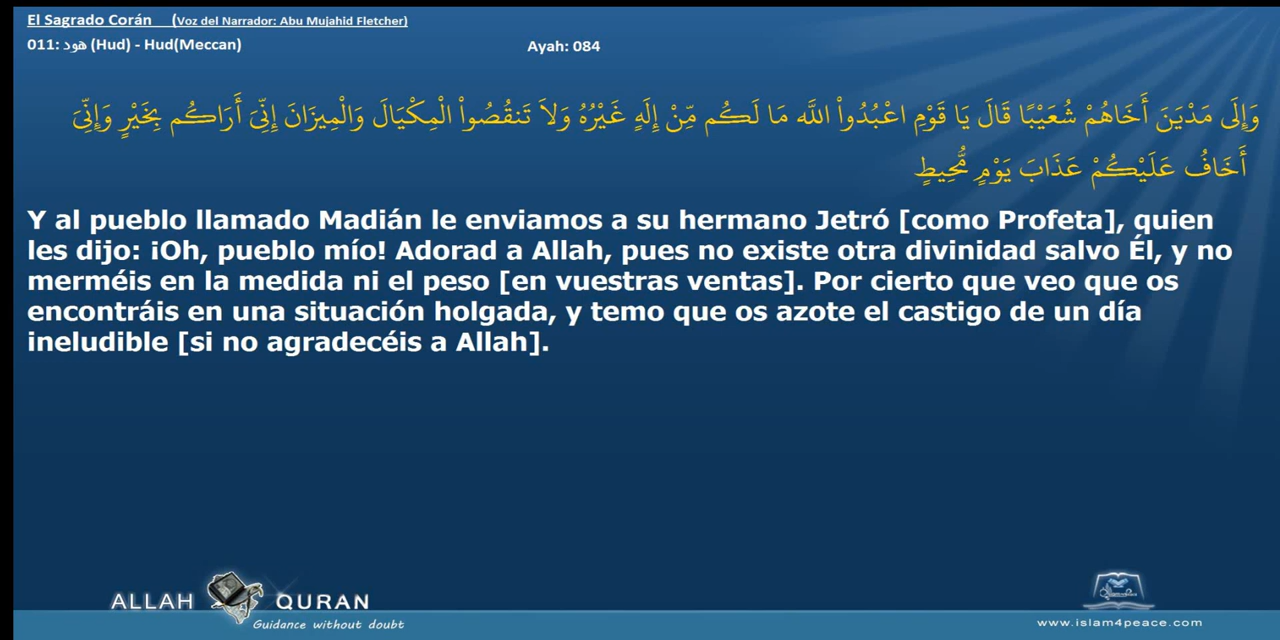 El Sagrado Corán (Voz del Narrador: Abu Mujahid Fletcher)
011: هود (Hud) - Hud(Meccan) Ayah: 084
وَإِلَى مَدْيَنَ أَخَاهُمْ شُعَيْبًا قَالَ يَا قَوْمِ اعْبُدُواْ اللّهَ مَا لَكُم مِّنْ إِلَهٍ غَيْرُهُ وَلاَ تَنقُصُواْ الْمِكْيَالَ وَالْمِيزَانَ إِنِّيَ أَرَاكُم بِخَيْرٍ وَإِنِّيَ
أَخَافُ عَلَيْكُمْ عَذَابَ يَوْمٍ مُّحِيطٍ
Y al pueblo llamado Madián le enviamos a su hermano Jetró [como Profeta], quien
les dijo: ¡Oh, pueblo mío! Adorad a Allah, pues no existe otra divinidad salvo Él, y no
merméis en la medida ni el peso [en vuestras ventas]. Por cierto que veo que os
encontráis en una situación holgada, y temo que os azote el castigo de un día
ineludible [si no agradecéis a Allah].
ALLAH QURAN
Guidance without doubt
www.islam4peace.com